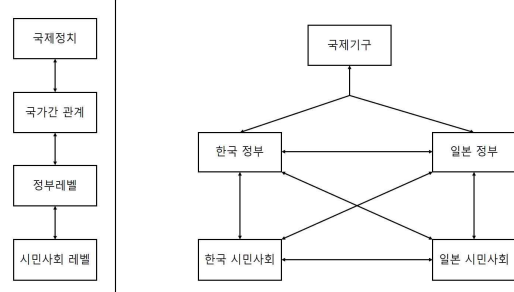 국제정치
국가간 관계
정부레벨
시민사회 레벨
국제기구
한국 정부
일본 정부
한국 시민사회
일본 시민사회